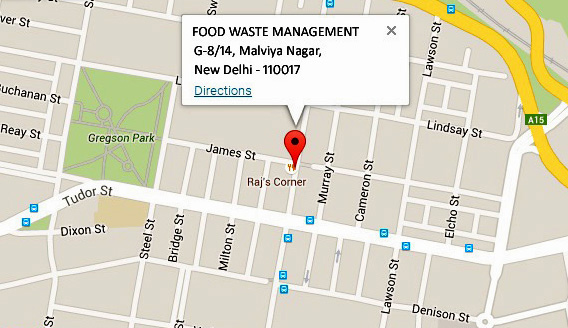 FOOD WASTE MANAGEMENT
G-8/14, Malviya Nagar,
New Delhi - 110017
Directions
Lawson St
Buchanan St
Reay St
Gregson Park
Lindsay St
A15
James St
Raj's Corner
Murray St
Cameron St
Elcho St
Tudor St
Dixon St
Steel St
Bridge St
Milton St
Lawson St
Denison St